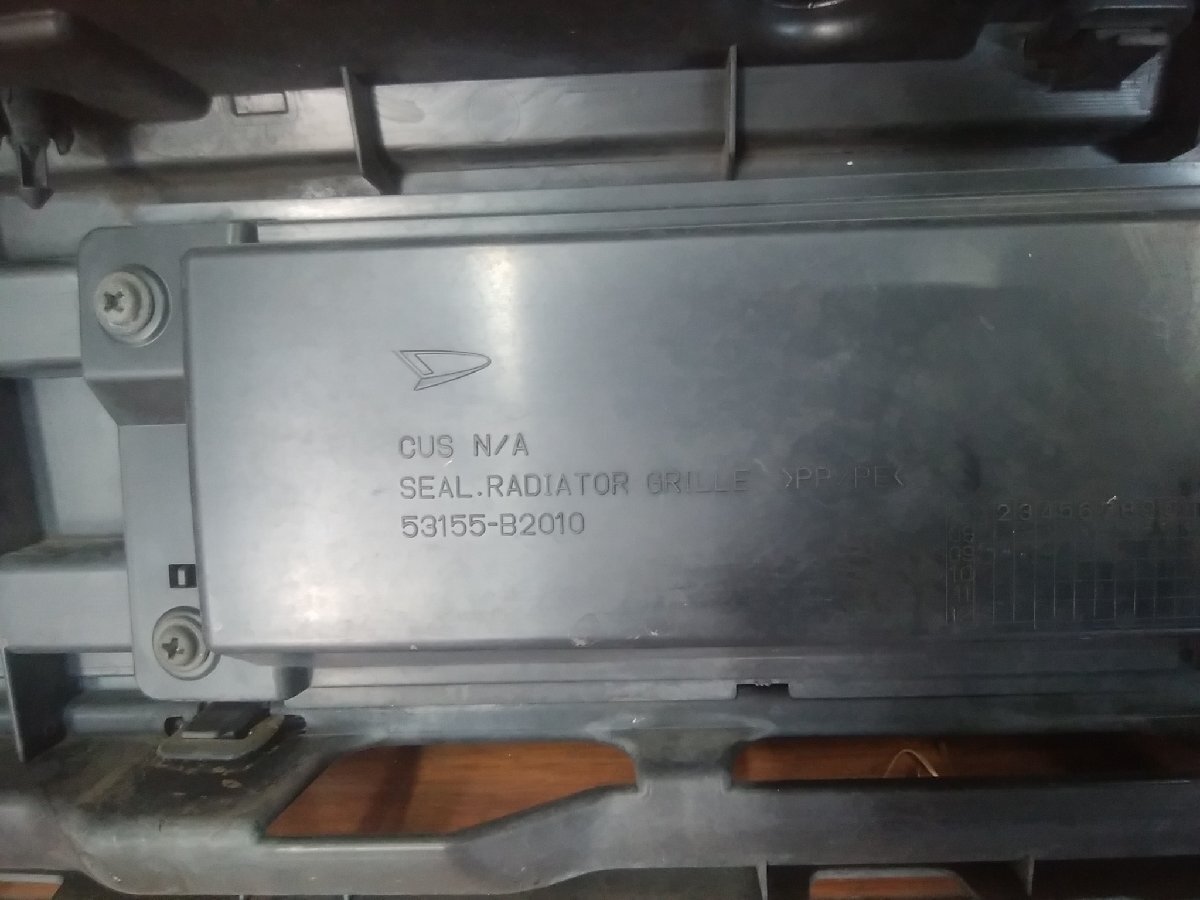 CUS N/A
SEAL.RADIATOR GRILLE >PP/PE<
53155-B2010